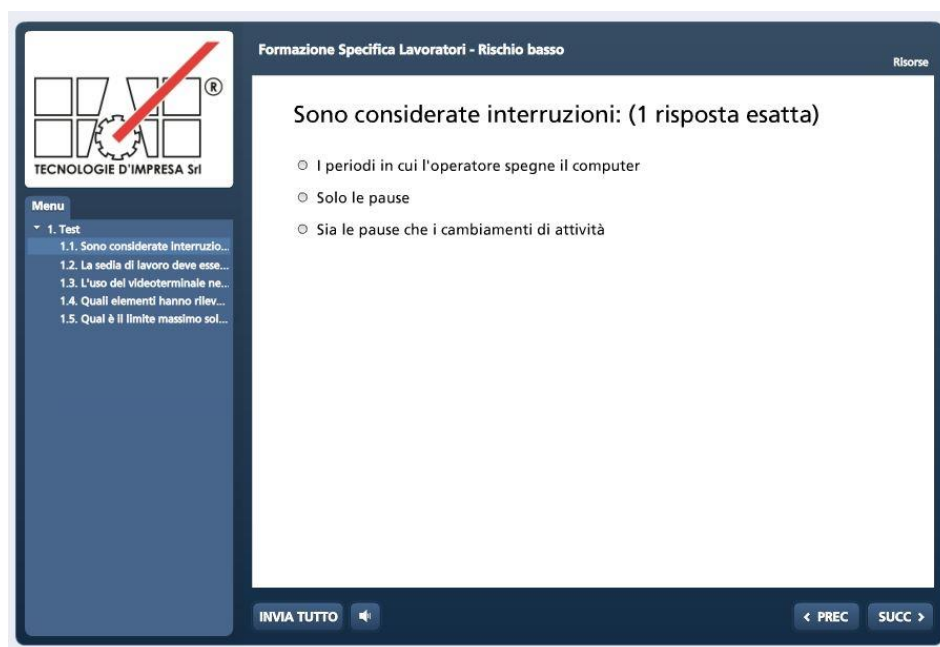 Formazione Specifica Lavoratori - Rischio basso
Risorse
®
TECNOLOGIE D'IMPRESA Srl
Menu
1. Test
1.1. Sono considerate interruzio...
1.2. La sedia di lavoro deve esse...
1.3. L'uso del videoterminale ne...
1.4. Quali elementi hanno rilev...
1.5. Qual è il limite massimo sol...
Sono considerate interruzioni: (1 risposta esatta)
I periodi in cui l'operatore spegne il computer
Solo le pause
Sia le pause che i cambiamenti di attività
INVIA TUTTO
< PREC
SUCC >